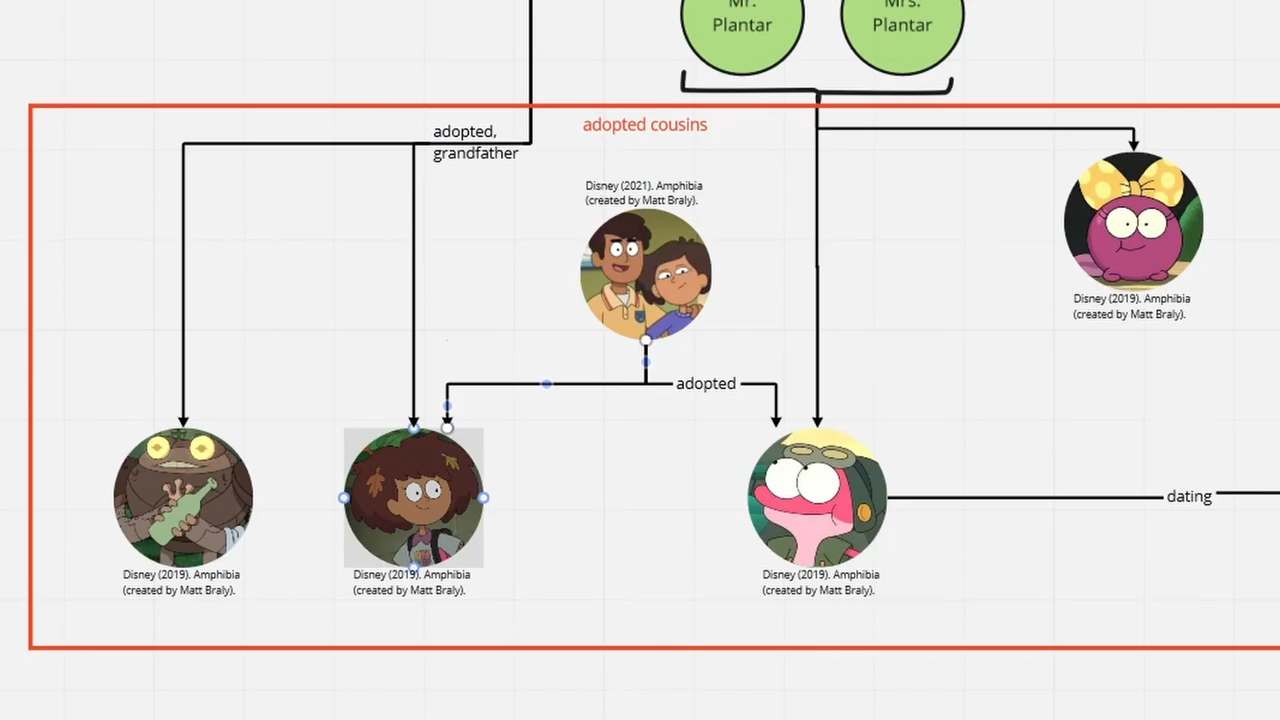 Mr.
Plantar
Mrs.
Plantar
adopted cousins
adopted,
grandfather
Disney (2021). Amphibia
(created by Matt Braly).
Disney (2019). Amphibia
(created by Matt Braly).
adopted
dating
Disney (2019). Amphibia
(created by Matt Braly).
Disney (2019). Amphibia
(created by Matt Braly).
Disney (2019). Amphibia
(created by Matt Braly).